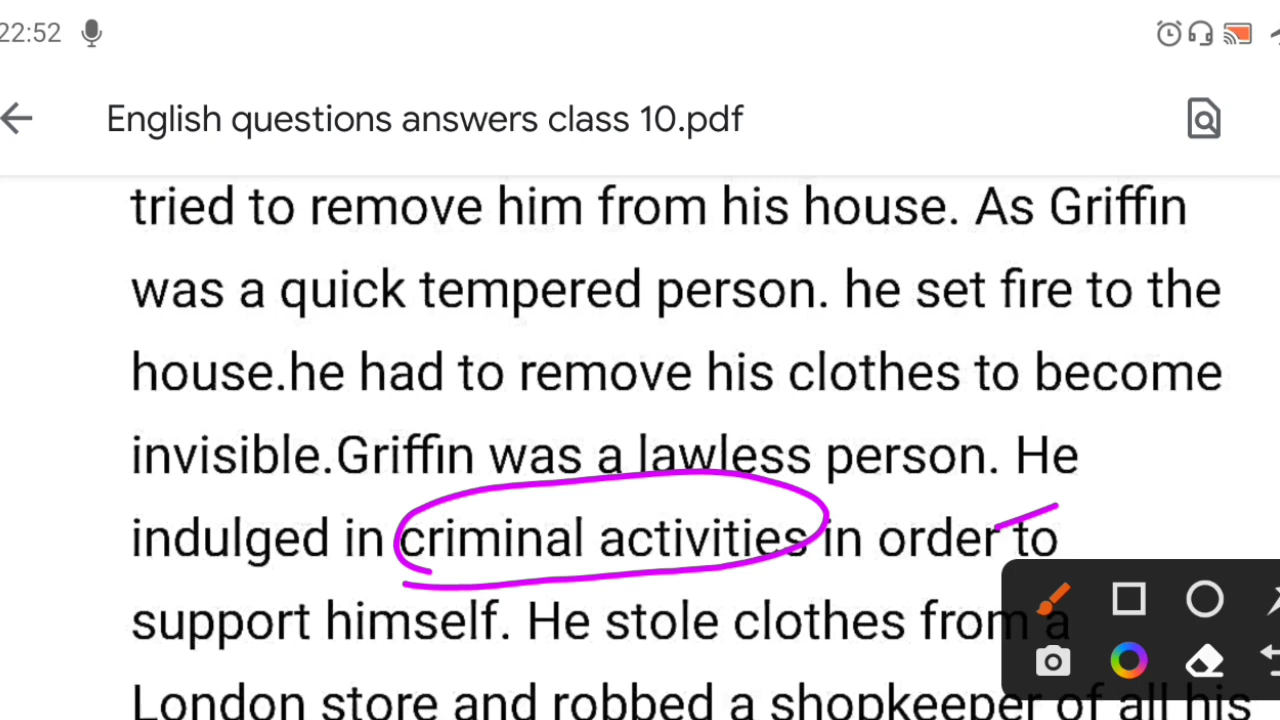 22:52
English questions answers class 10.pdf
tried to remove him from his house. As Griffin
was a quick tempered person. he set fire to the
house.he had to remove his clothes to become
invisible.Griffin was a lawless person. He
indulged in criminal activities in order to
support himself. He stole clothes from a
London store and robbed a shopkeeper of all his